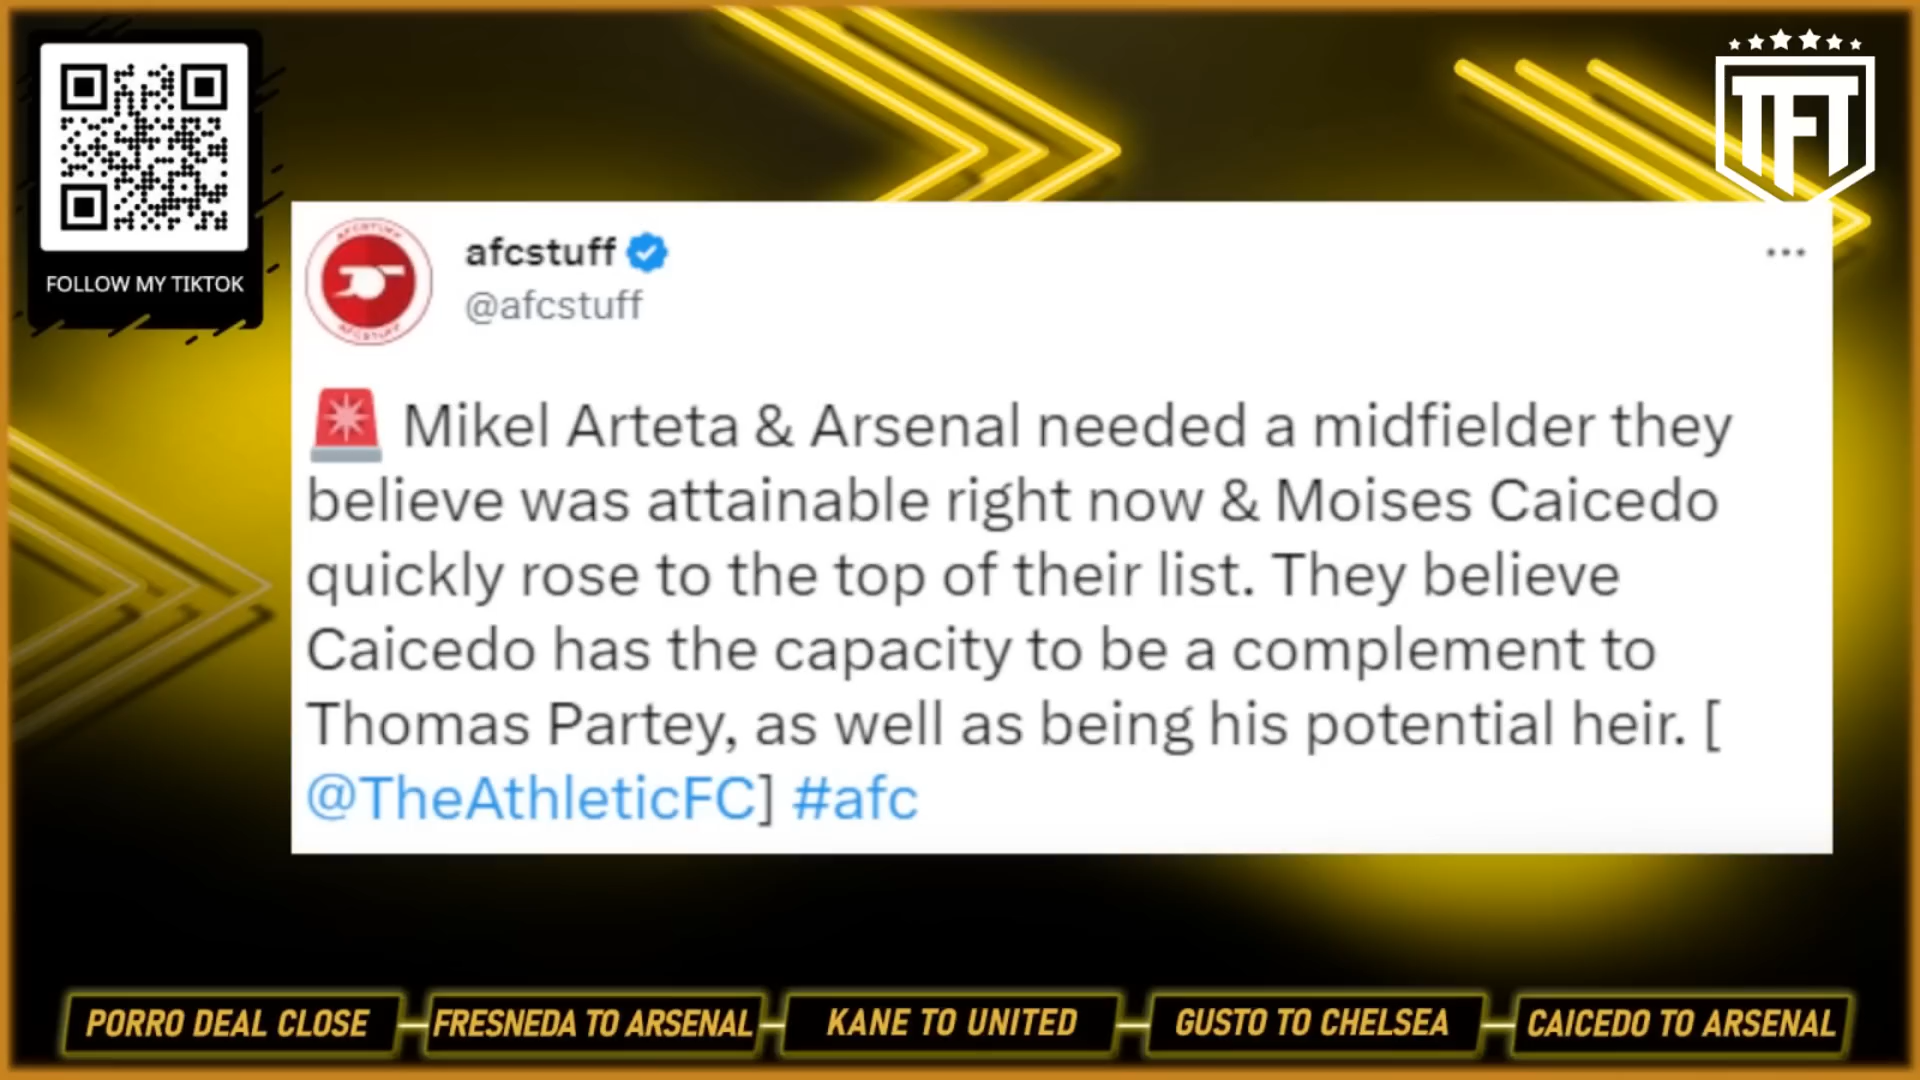 FOLLOW MY TIKTOK
TFT
afcstuff
@afcstuff
🚨 Mikel Arteta & Arsenal needed a midfielder they
believe was attainable right now & Moises Caicedo
quickly rose to the top of their list. They believe
Caicedo has the capacity to be a complement to
Thomas Partey, as well as being his potential heir. [
@TheAthleticFC] #afc
PORRO DEAL CLOSE
FRESNEDA TO ARSENAL
KANE TO UNITED
GUSTO TO CHELSEA
CAICEDO TO ARSENAL